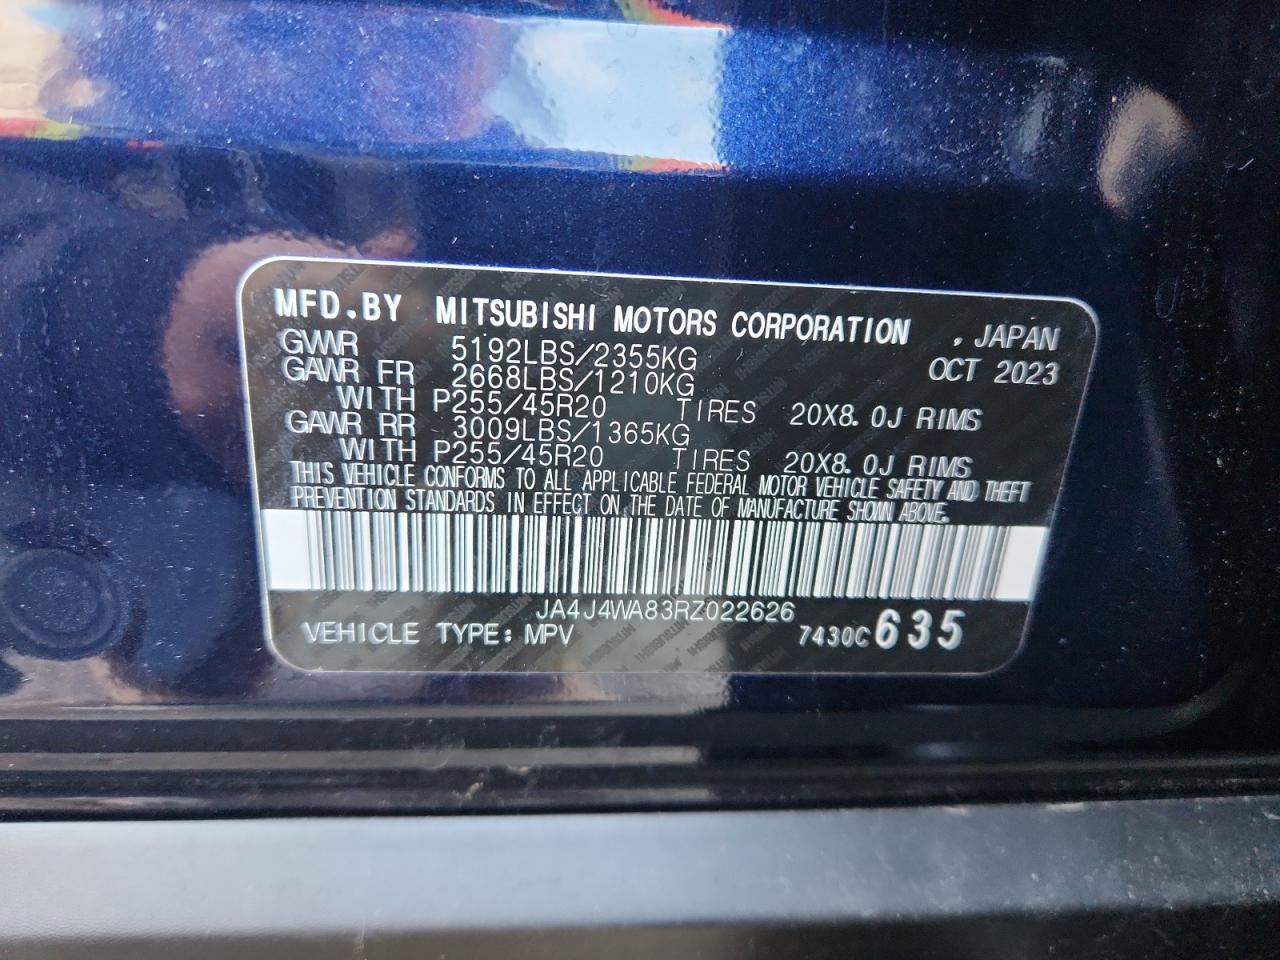 MFD.BY MITSUBISHI MOTORS CORPORATION , JAPAN
GVWR 5192LBS/2355KG OCT 2023
GAWR FR 2668LBS/1210KG
WITH P255/45R20 TIRES 20X8.0J RIMS
GAWR RR 3009LBS/1365KG
WITH P255/45R20 TIRES 20X8.0J RIMS
THIS VEHICLE CONFORMS TO ALL APPLICABLE FEDERAL MOTOR VEHICLE SAFETY AND THEFT
PREVENTION STANDARDS IN EFFECT ON THE DATE OF MANUFACTURE SHOWN ABOVE.
JA4J4WA83RZ022626
VEHICLE TYPE: MPV 7430C 635